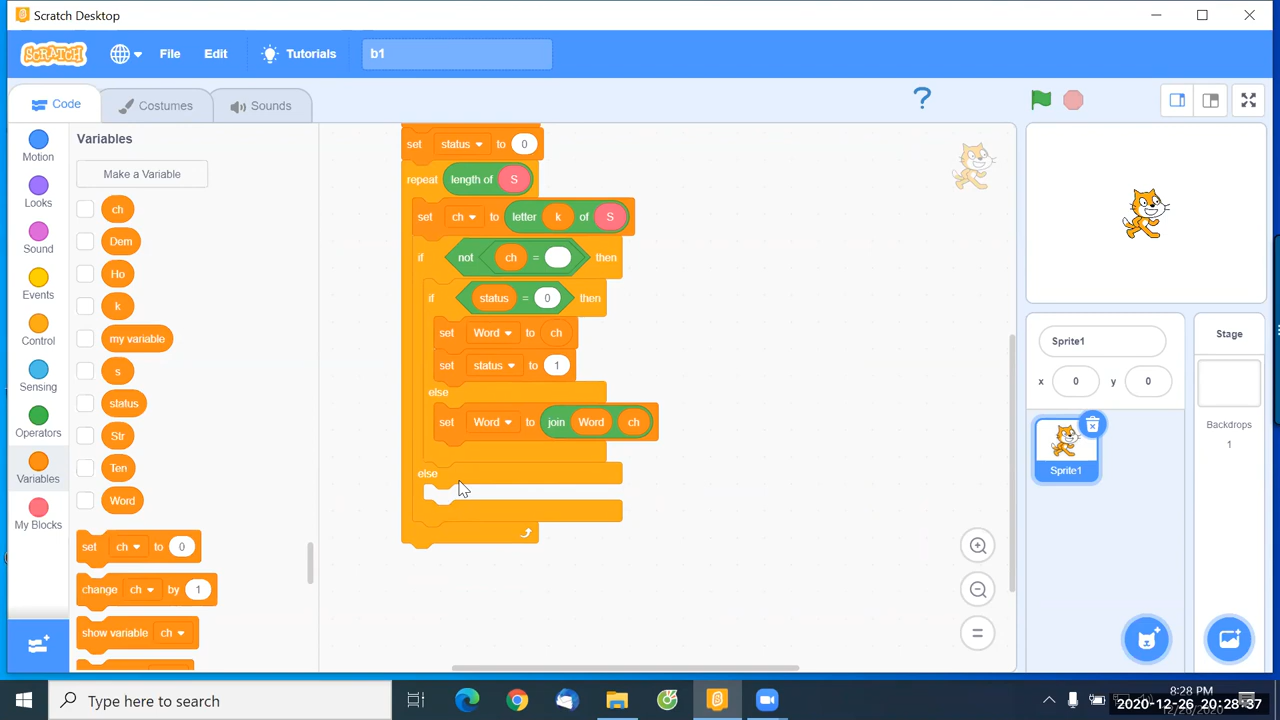 Scratch Desktop
SCRATCH File Edit Tutorials b1
Code Costumes Sounds
Variables
Make a Variable
ch
Dem
Ho
k
my variable
s
status
Str
Ten
Word
set ch to 0
change ch by 1
show variable ch
Motion
Looks
Sound
Events
Control
Sensing
Operators
Variables
My Blocks
set status to 0
repeat length of S
set ch to letter k of S
if not ch = then
if status = 0 then
set Word to ch
set status to 1
else
set Word to join Word ch
else
?
Sprite1
x 0 y 0
Sprite1
Stage
Backdrops
1
Type here to search
8:28 PM
2020-12-26 20:28:37